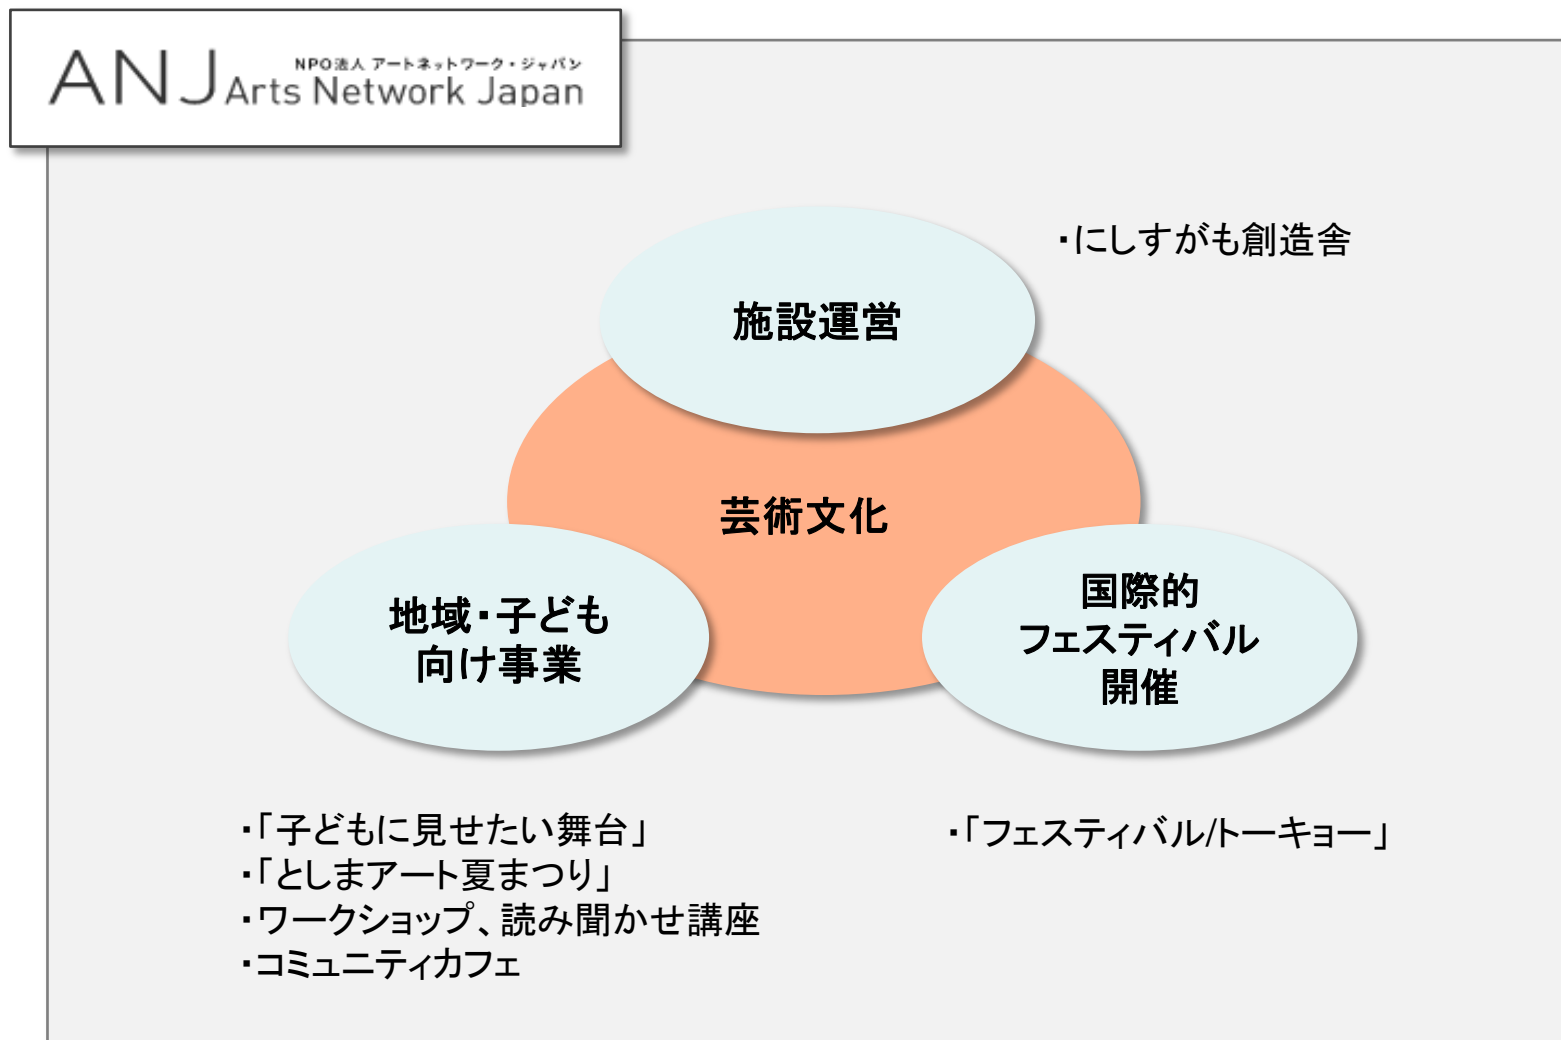 ANJ
NPO法人 アートネットワーク・ジャパン
Arts Network Japan
・にしすがも創造舎
施設運営
芸術文化
地域・子ども
向け事業
国際的
フェスティバル
開催
・「子どもに見せたい舞台」
・「としまアート夏まつり」
・ワークショップ、読み聞かせ講座
・コミュニティカフェ
・「フェスティバル/トーキョー」